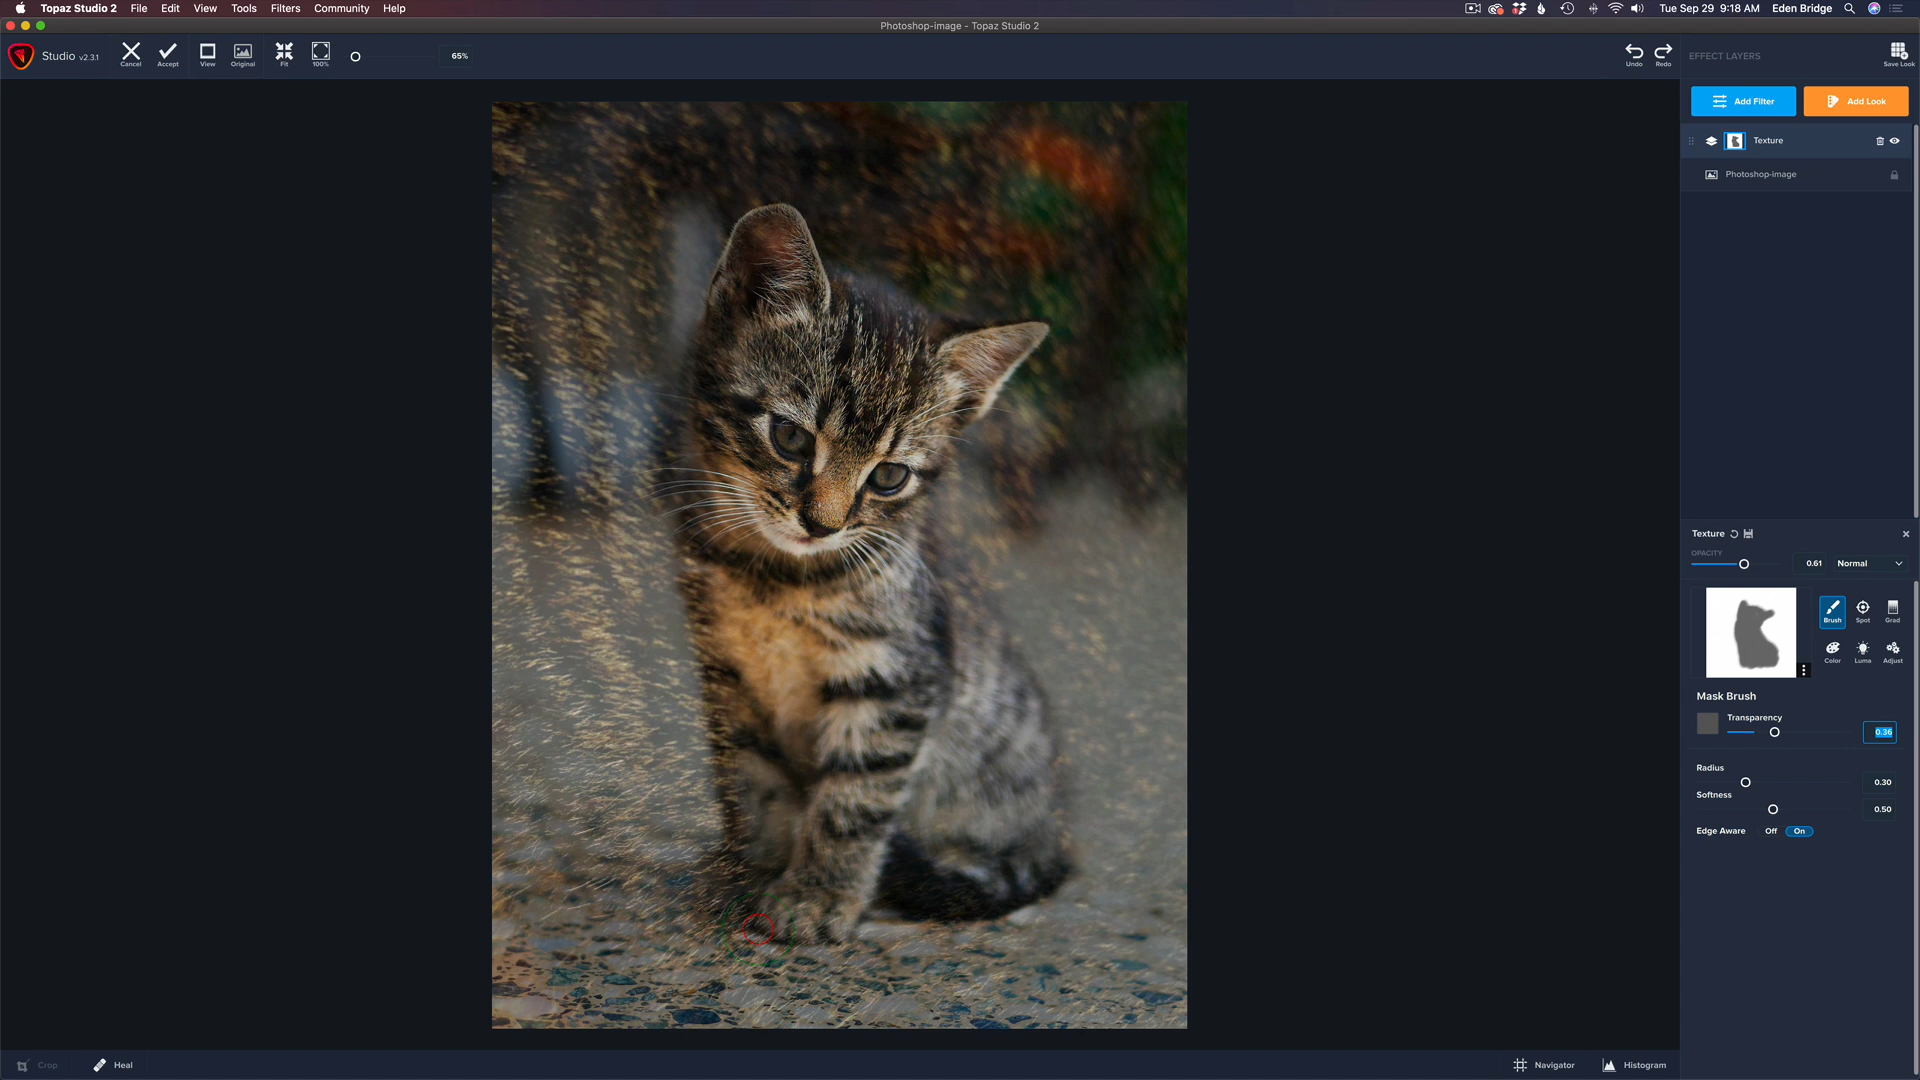 Topaz Studio 2 File Edit View Tools Filters Community Help Tue Sep 29 9:18 AM Eden Bridge
Photoshop-image - Topaz Studio 2
Studio v2.3.1 Cancel Accept View Original Fit 100% 65% Undo Redo EFFECT LAYERS Save Look
Add Filter Add Look
Texture
Photoshop-image
Texture
OPACITY
0.61 Normal
Brush Spot Grad
Color Luma Adjust
Mask Brush
Transparency
0.36
Radius
0.30
Softness
0.50
Edge Aware Off On
Crop Heal Navigator Histogram